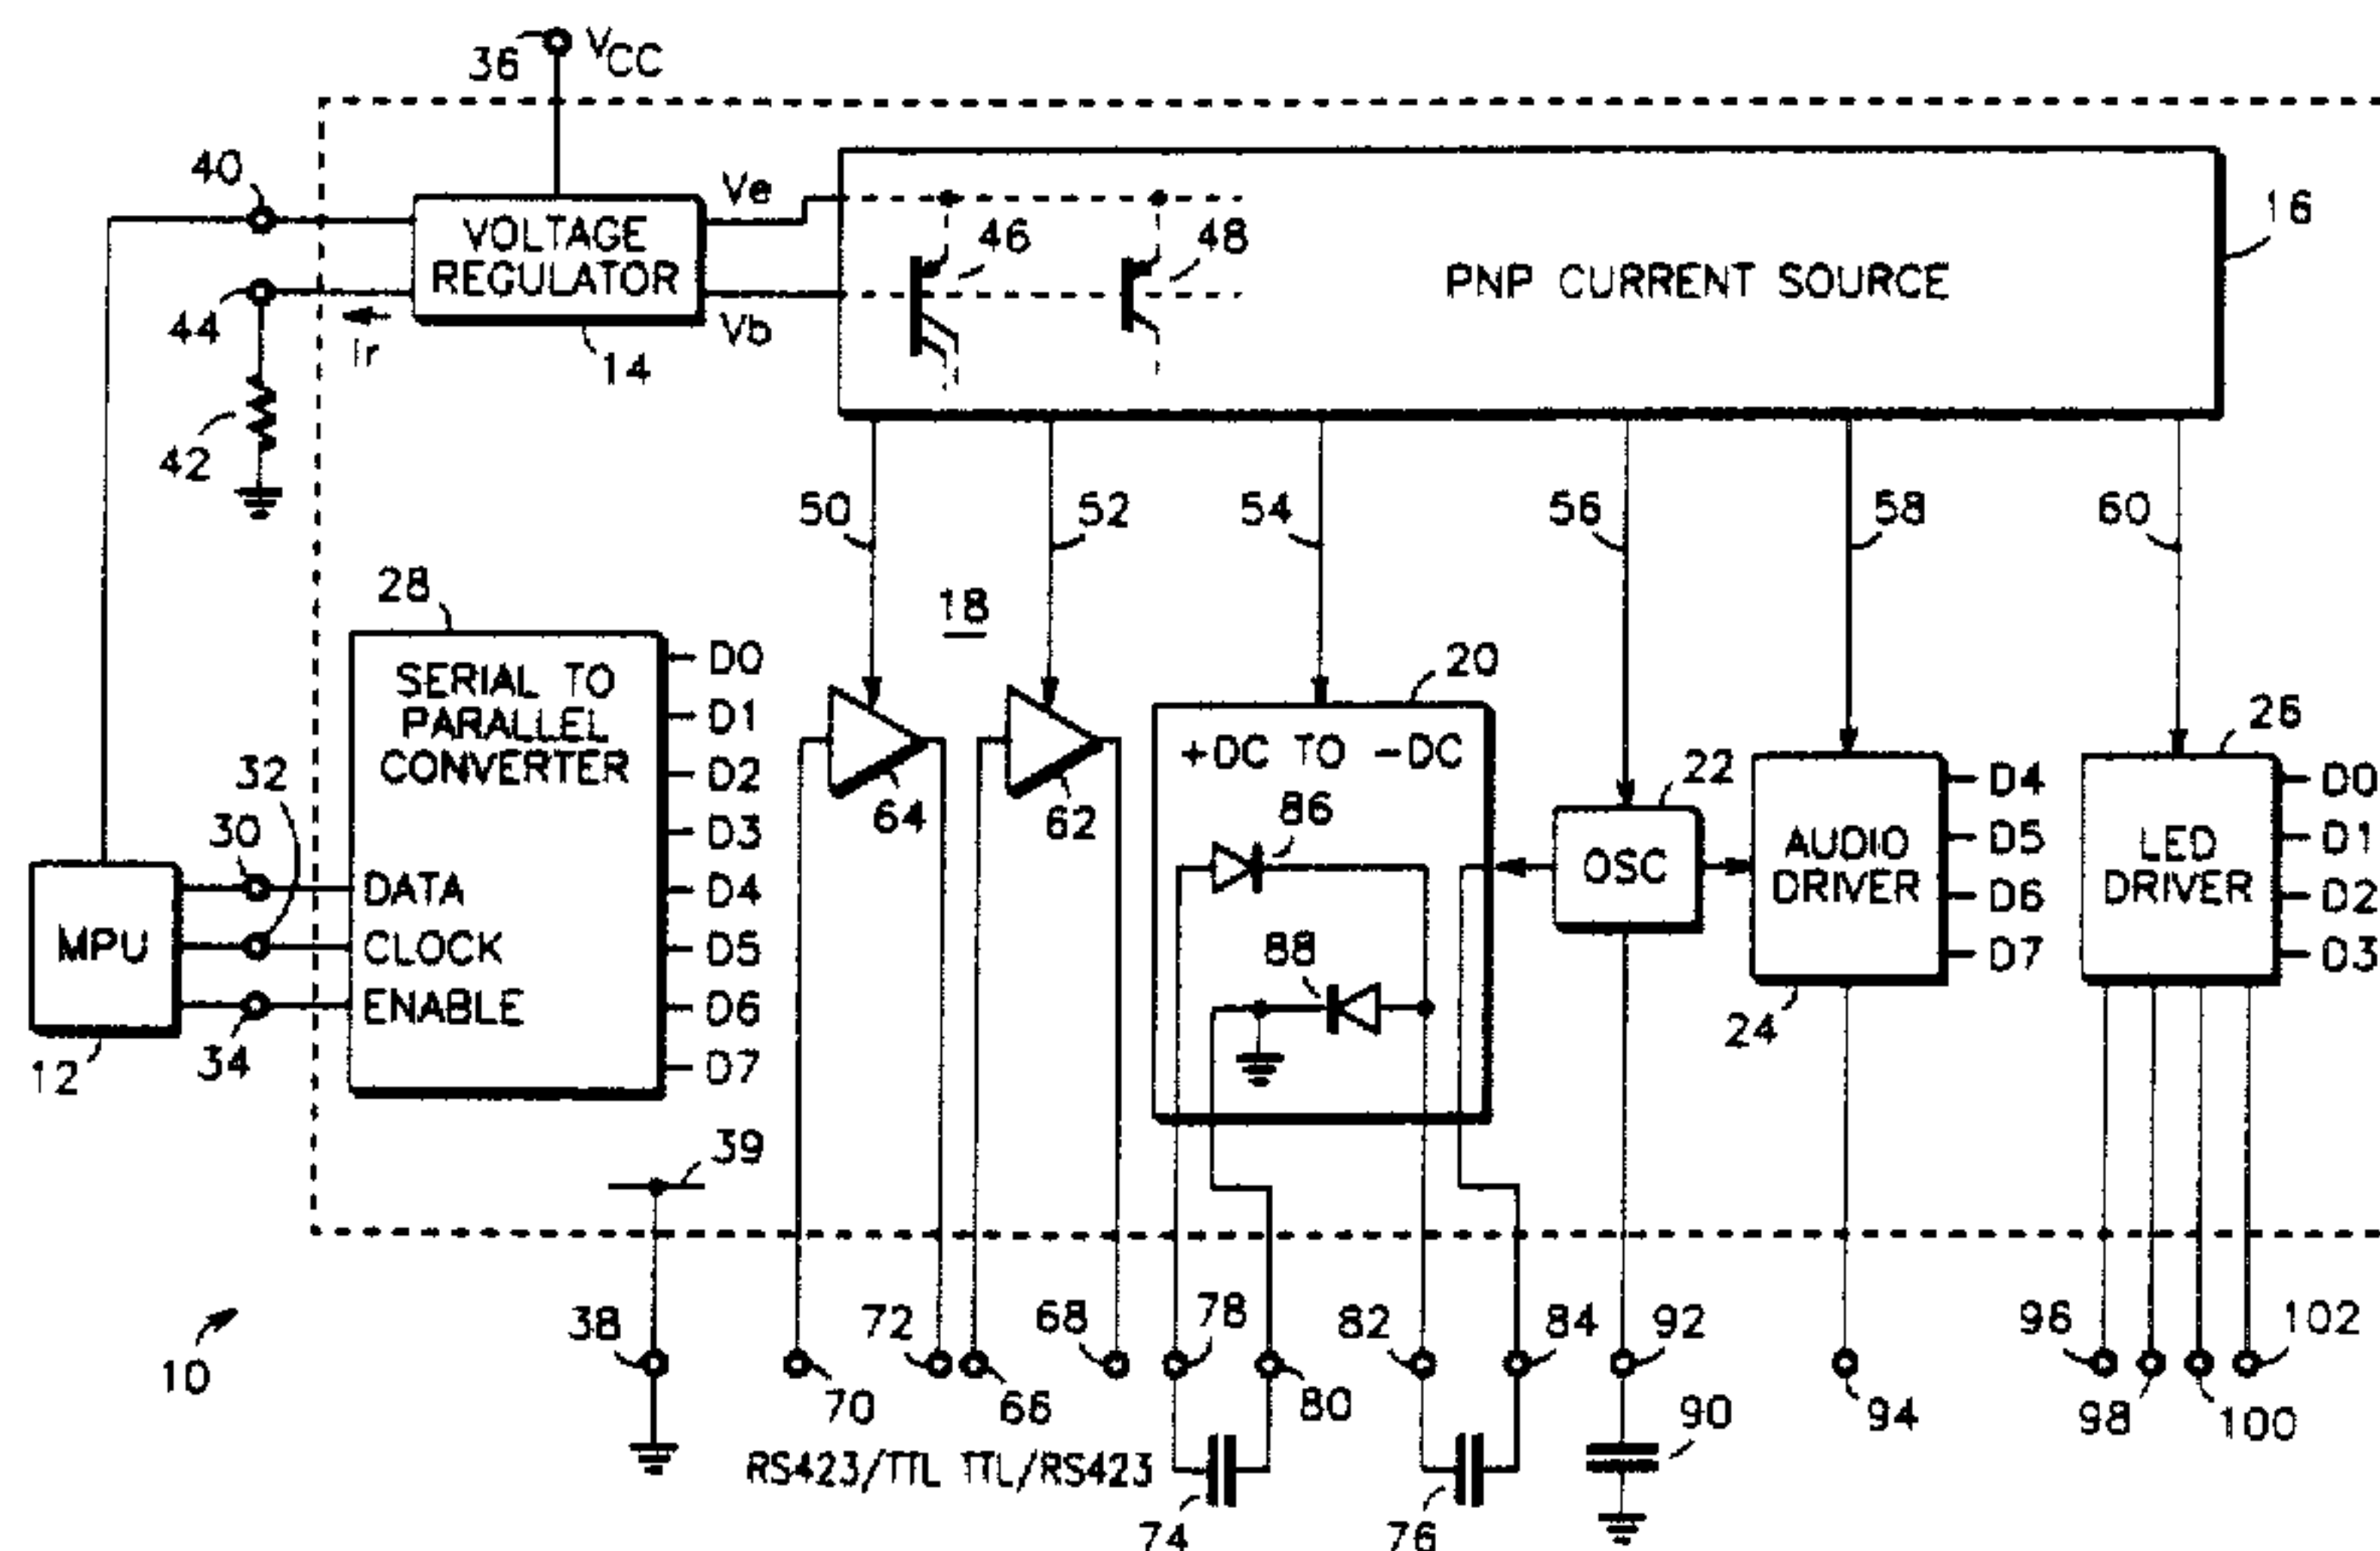 36 VCC
40
Ve
46
48
16
VOLTAGE
REGULATOR
PNP CURRENT SOURCE
44
Ir
Vb
14
42
50
52
54
56
58
60
28
18
20
26
SERIAL TO
PARALLEL
CONVERTER
D0
D1
D2
D3
D4
D5
D6
D7
32
30
64
62
+DC TO -DC
86
88
22
OSC
AUDIO
DRIVER
D4
D5
D6
D7
LED
DRIVER
D0
D1
D2
D3
MPU
DATA
CLOCK
ENABLE
12
34
24
39
10
38
72
68
78
82
84
92
96
102
70
66
80
90
94
98
100
RS423/TTL TTL/RS423
74
76